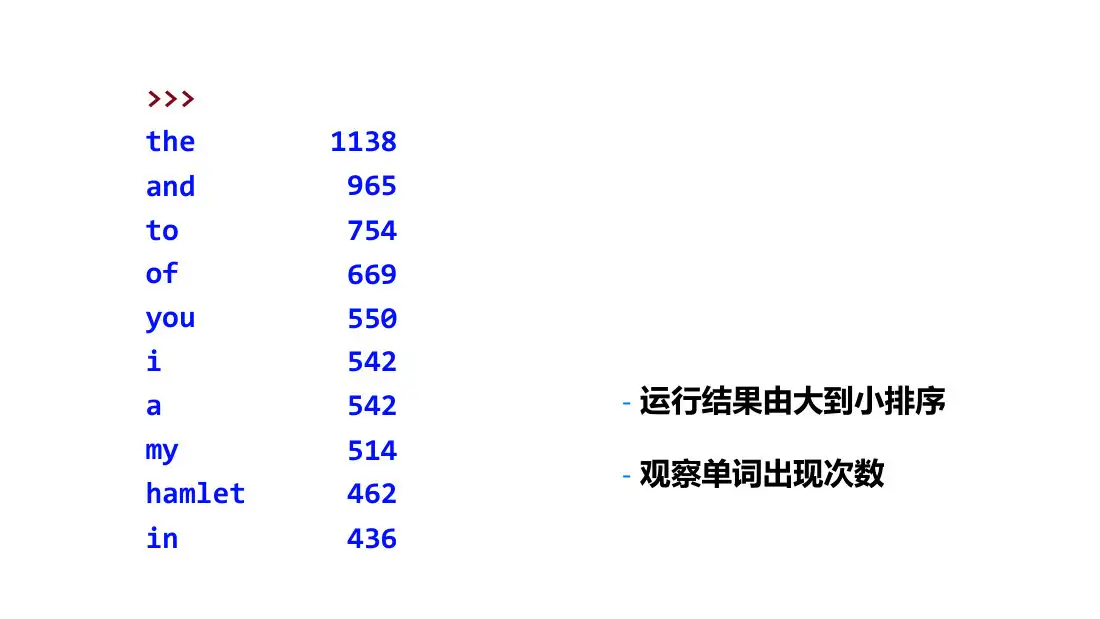 >>>
the 1138
and 965
to 754
of 669
you 550
i 542
a 542
my 514
hamlet 462
in 436
- 运行结果由大到小排序
- 观察单词出现次数